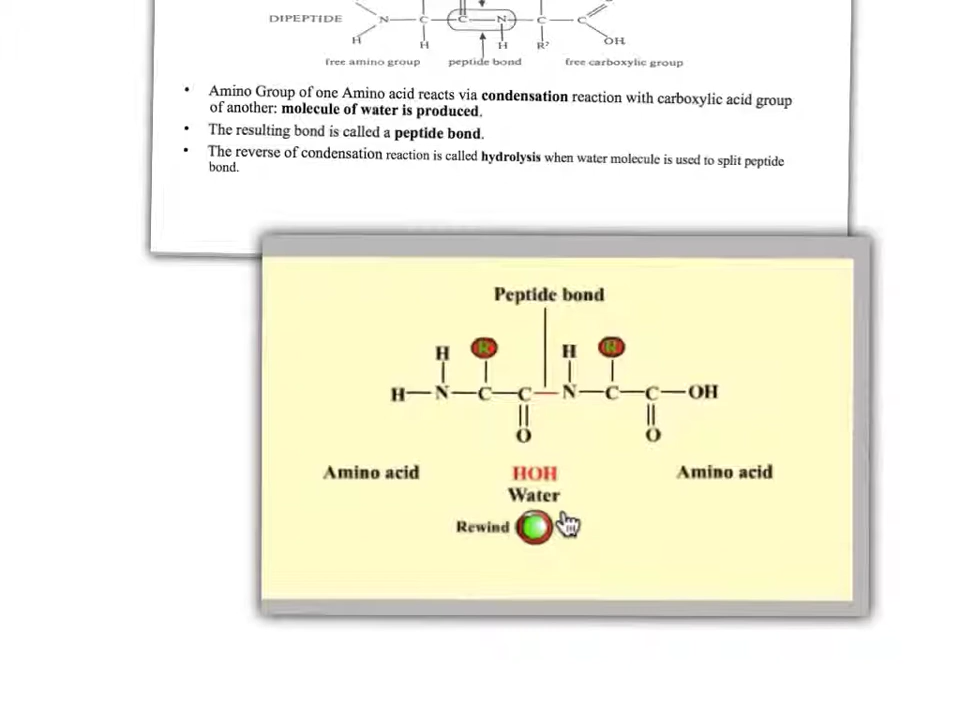 DIPEPTIDE N C C N C C
H H H R' OH
free amino group peptide bond free carboxylic group
• Amino Group of one Amino acid reacts via condensation reaction with carboxylic acid group
of another: molecule of water is produced.
• The resulting bond is called a peptide bond.
• The reverse of condensation reaction is called hydrolysis when water molecule is used to split peptide
bond.
Peptide bond
H R H R
H—N—C—C—N—C—C—OH
O O
Amino acid HOH Amino acid
Water
Rewind